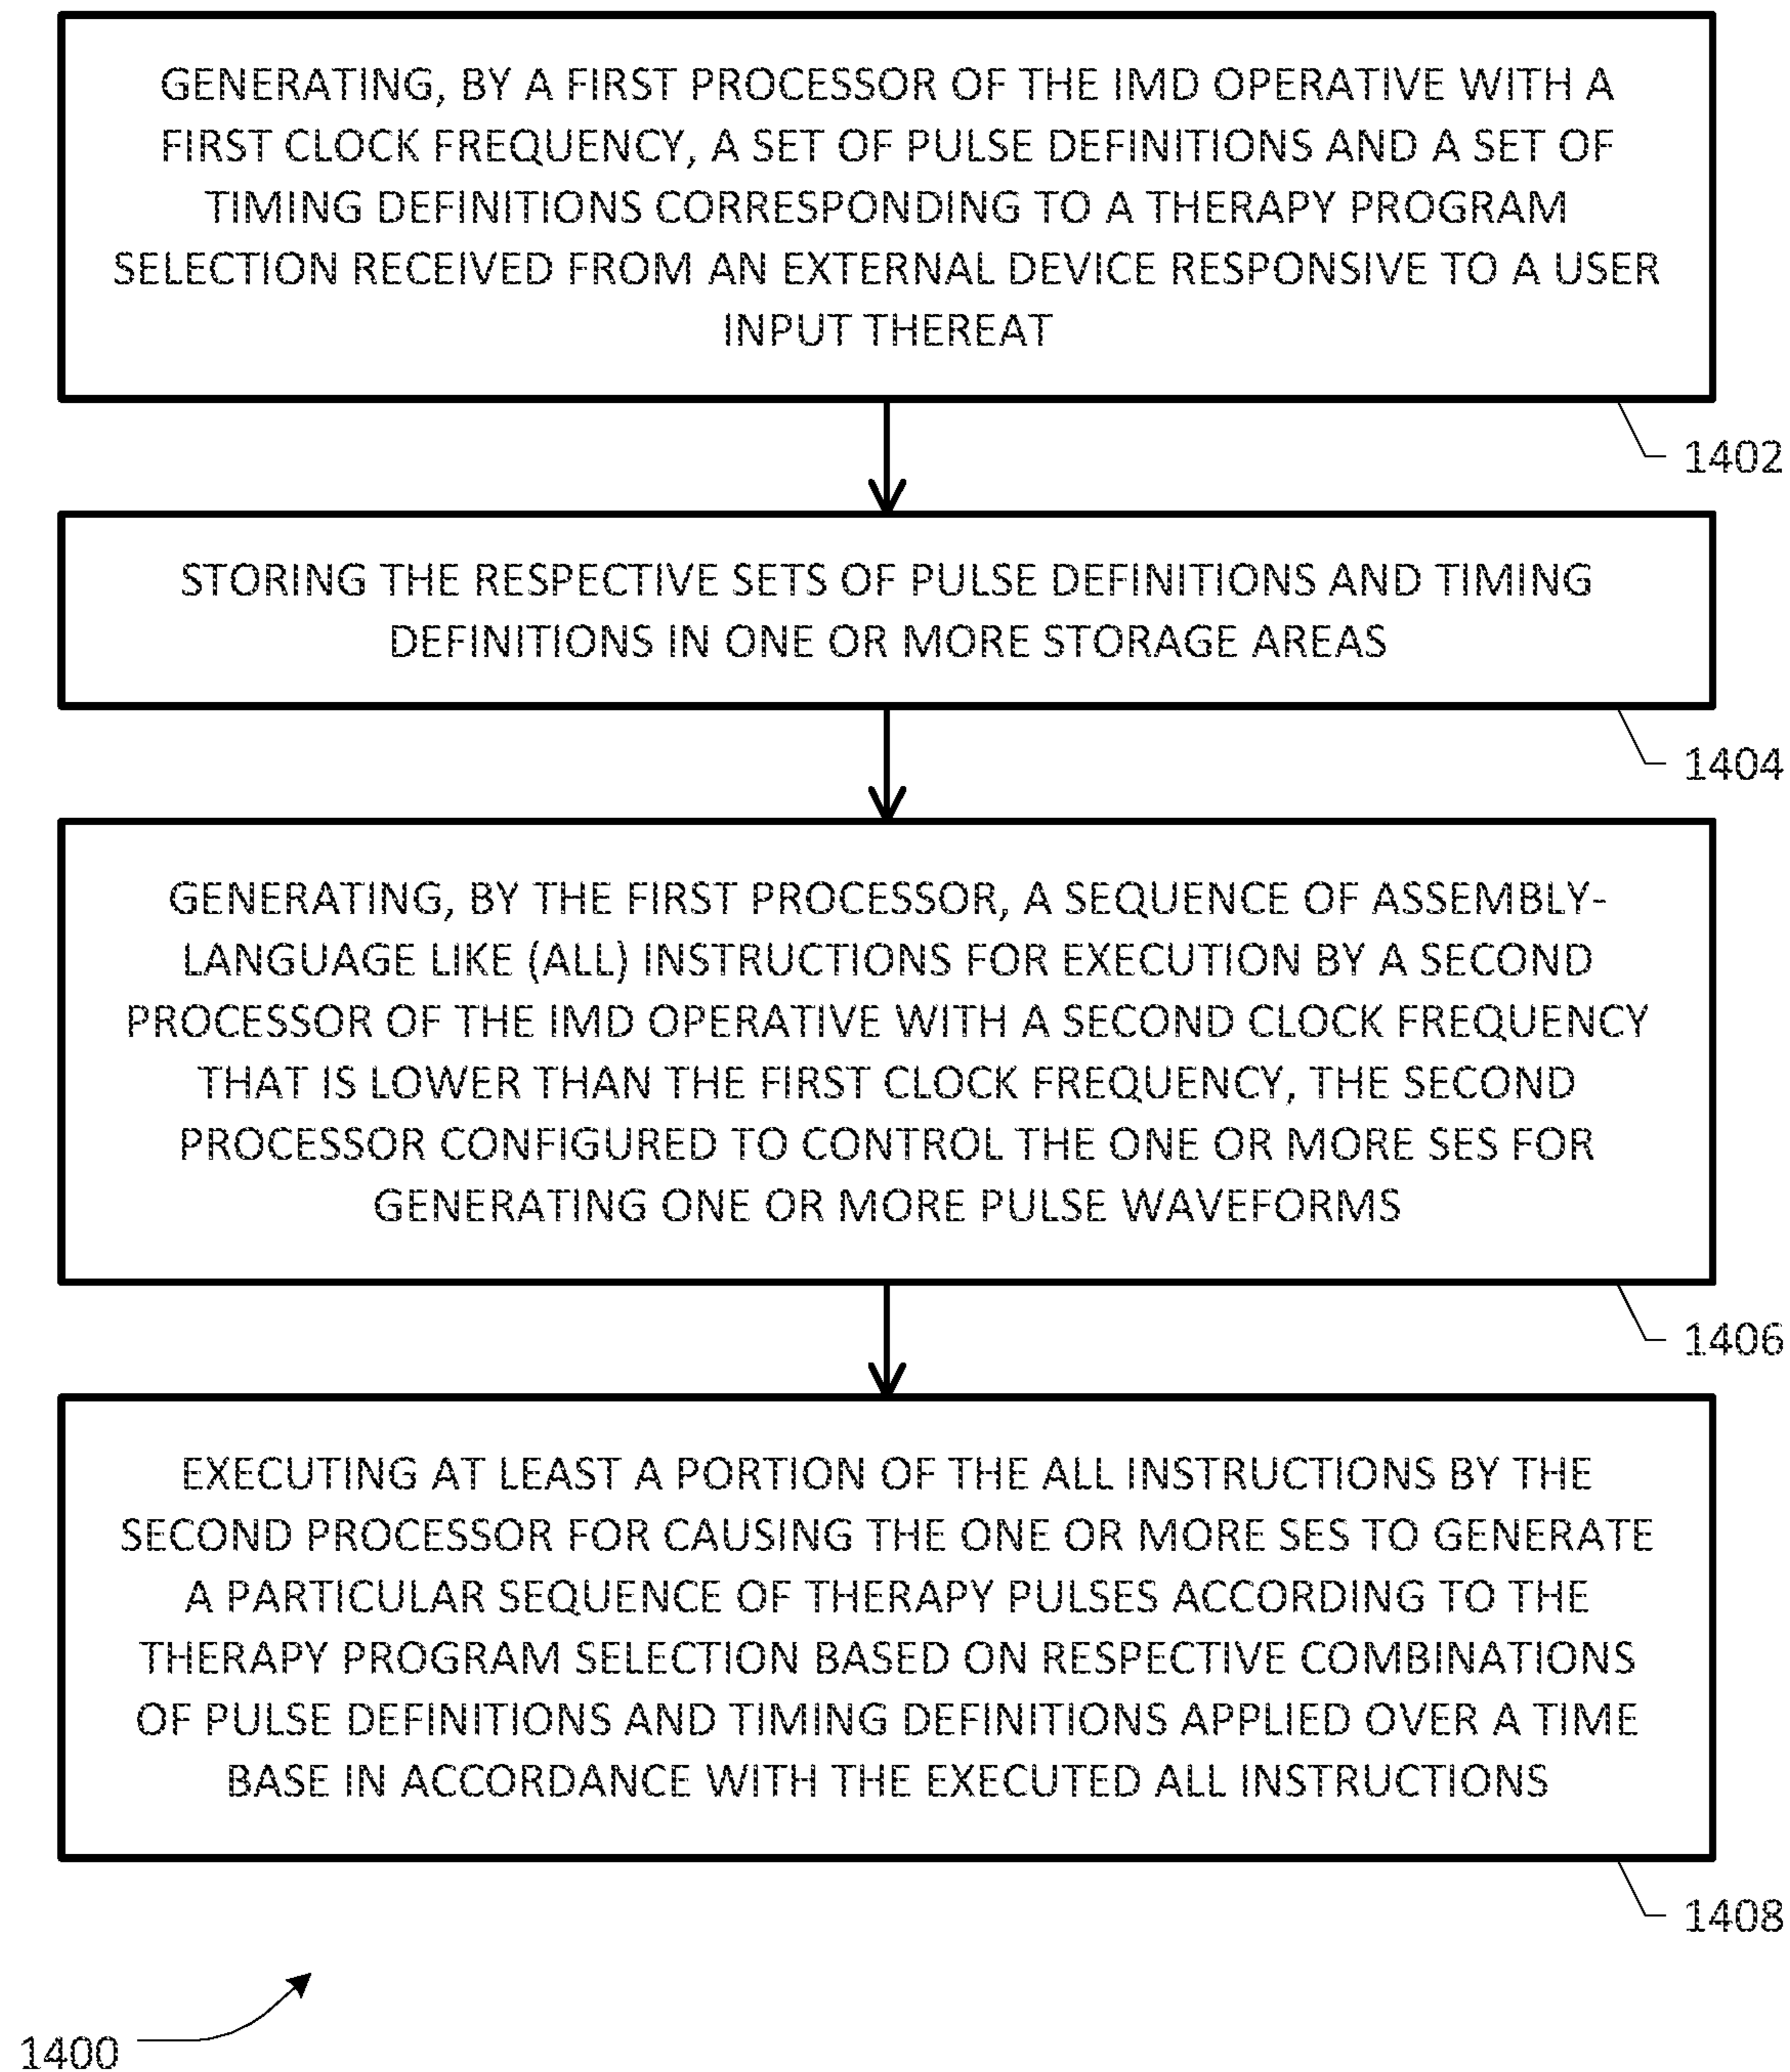 GENERATING, BY A FIRST PROCESSOR OF THE IMD OPERATIVE WITH A
FIRST CLOCK FREQUENCY, A SET OF PULSE DEFINITIONS AND A SET OF
TIMING DEFINITIONS CORRESPONDING TO A THERAPY PROGRAM
SELECTION RECEIVED FROM AN EXTERNAL DEVICE RESPONSIVE TO A USER
INPUT THEREAT
1402
STORING THE RESPECTIVE SETS OF PULSE DEFINITIONS AND TIMING
DEFINITIONS IN ONE OR MORE STORAGE AREAS
1404
GENERATING, BY THE FIRST PROCESSOR, A SEQUENCE OF ASSEMBLY-
LANGUAGE LIKE (ALL) INSTRUCTIONS FOR EXECUTION BY A SECOND
PROCESSOR OF THE IMD OPERATIVE WITH A SECOND CLOCK FREQUENCY
THAT IS LOWER THAN THE FIRST CLOCK FREQUENCY, THE SECOND
PROCESSOR CONFIGURED TO CONTROL THE ONE OR MORE SES FOR
GENERATING ONE OR MORE PULSE WAVEFORMS
1406
EXECUTING AT LEAST A PORTION OF THE ALL INSTRUCTIONS BY THE
SECOND PROCESSOR FOR CAUSING THE ONE OR MORE SES TO GENERATE
A PARTICULAR SEQUENCE OF THERAPY PULSES ACCORDING TO THE
THERAPY PROGRAM SELECTION BASED ON RESPECTIVE COMBINATIONS
OF PULSE DEFINITIONS AND TIMING DEFINITIONS APPLIED OVER A TIME
BASE IN ACCORDANCE WITH THE EXECUTED ALL INSTRUCTIONS
1408
1400